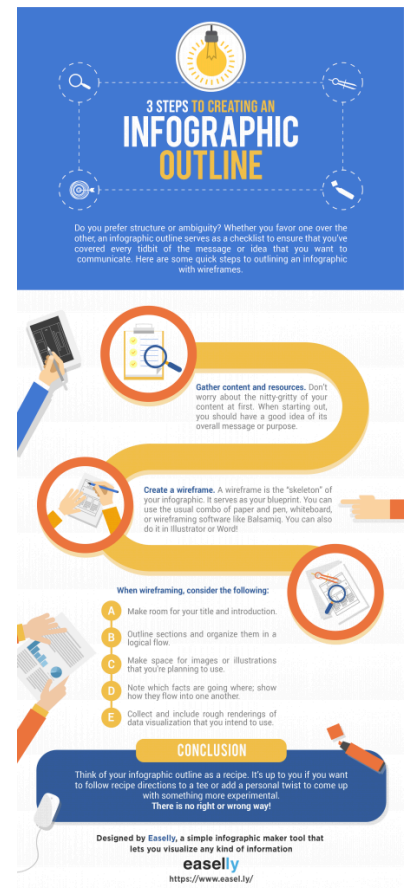 3 STEPS TO CREATING AN
INFOGRAPHIC
OUTLINE
Do you prefer structure or ambiguity? Whether you favor one over the
other, an infographic outline serves as a checklist to ensure that you've
covered every tidbit of the message or idea that you want to
communicate. Here are some quick steps to outlining an infographic
with wireframes.
Gather content and resources. Don't
worry about the nitty-gritty of your
content at first. When starting out,
you should have a good idea of its
overall message or purpose.
Create a wireframe. A wireframe is the "skeleton" of
your infographic. It serves as your blueprint. You can
use the usual combo of paper and pen, whiteboard,
or wireframing software like Balsamiq. You can also
do it in Illustrator or Word!
When wireframing, consider the following:
A Make room for your title and introduction.
B Outline sections and organize them in a
logical flow.
C Make space for images or illustrations
that you're planning to use.
D Note which facts are going where; show
how they flow into one another.
E Collect and include rough renderings of
data visualization that you intend to use.
CONCLUSION
Think of your infographic outline as a recipe. It's up to you if you want
to follow recipe directions to a tee or add a personal twist to come up
with something more experimental.
There is no right or wrong way!
Designed by Easelly, a simple infographic maker tool that
lets you visualize any kind of information
easelly
https://www.easel.ly/